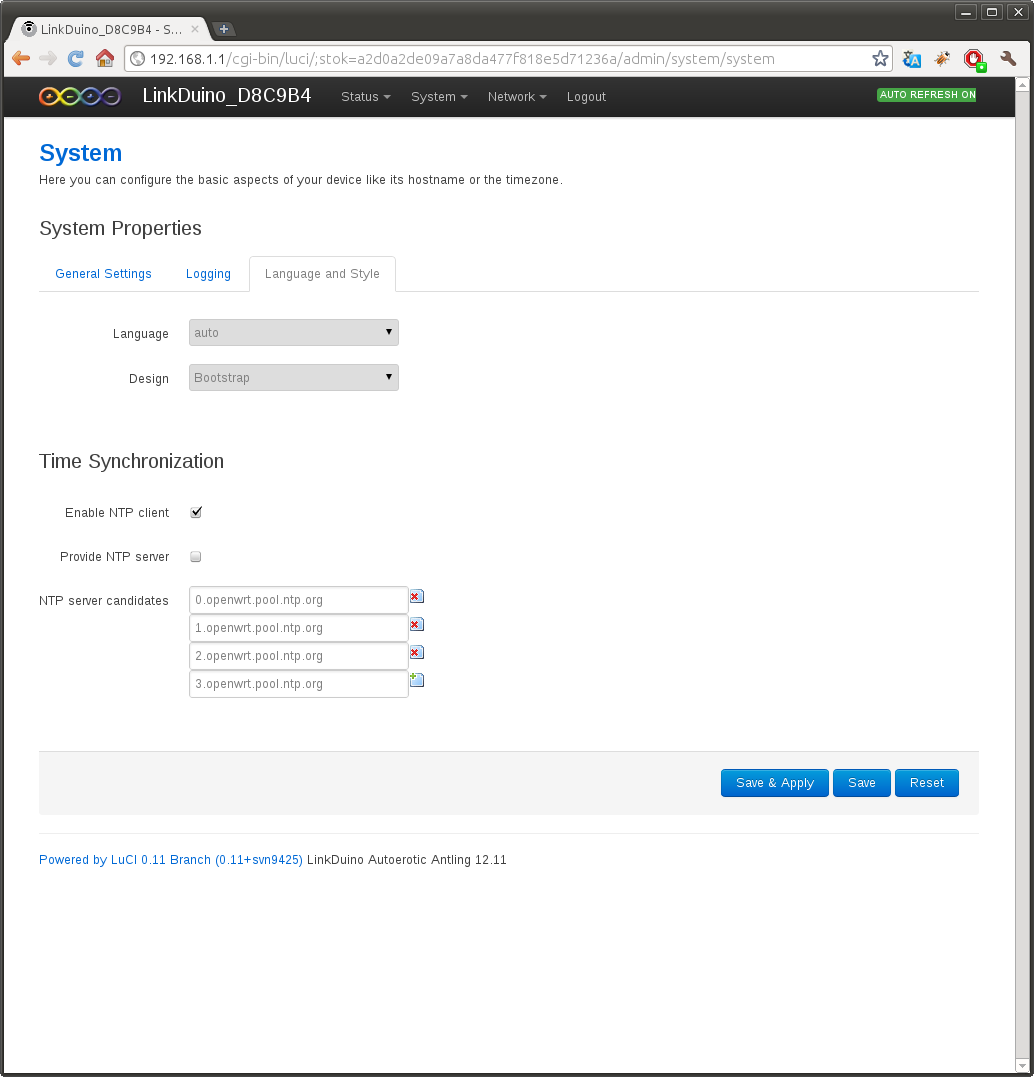 LinkDuino_D8C9B4 - S...
192.168.1.1/cgi-bin/luci/;stok=a2d0a2de09a7a8da477f818e5d71236a/admin/system/system
LinkDuino_D8C9B4 Status System Network Logout AUTO REFRESH ON
System
Here you can configure the basic aspects of your device like its hostname or the timezone.
System Properties
General Settings Logging Language and Style
Language auto
Design Bootstrap
Time Synchronization
Enable NTP client
Provide NTP server
NTP server candidates 0.openwrt.pool.ntp.org
1.openwrt.pool.ntp.org
2.openwrt.pool.ntp.org
3.openwrt.pool.ntp.org
Save & Apply Save Reset
Powered by LuCI 0.11 Branch (0.11+svn9425) LinkDuino Autoerotic Antling 12.11